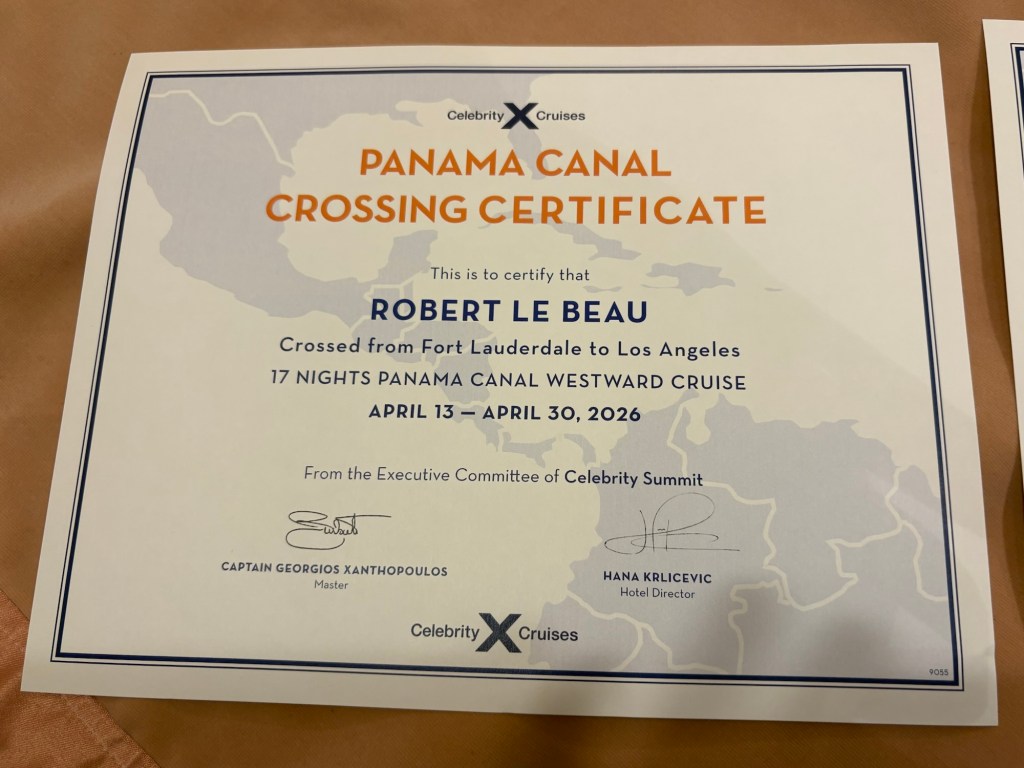 Celebrity X Cruises
PANAMA CANAL
CROSSING CERTIFICATE
This is to certify that
ROBERT LE BEAU
Crossed from Fort Lauderdale to Los Angeles
17 NIGHTS PANAMA CANAL WESTWARD CRUISE
APRIL 13 — APRIL 30, 2026
From the Executive Committee of Celebrity Summit
CAPTAIN GEORGIOS XANTHOPOULOS
Master
HANA KRLICEVIC
Hotel Director
Celebrity X Cruises
9055